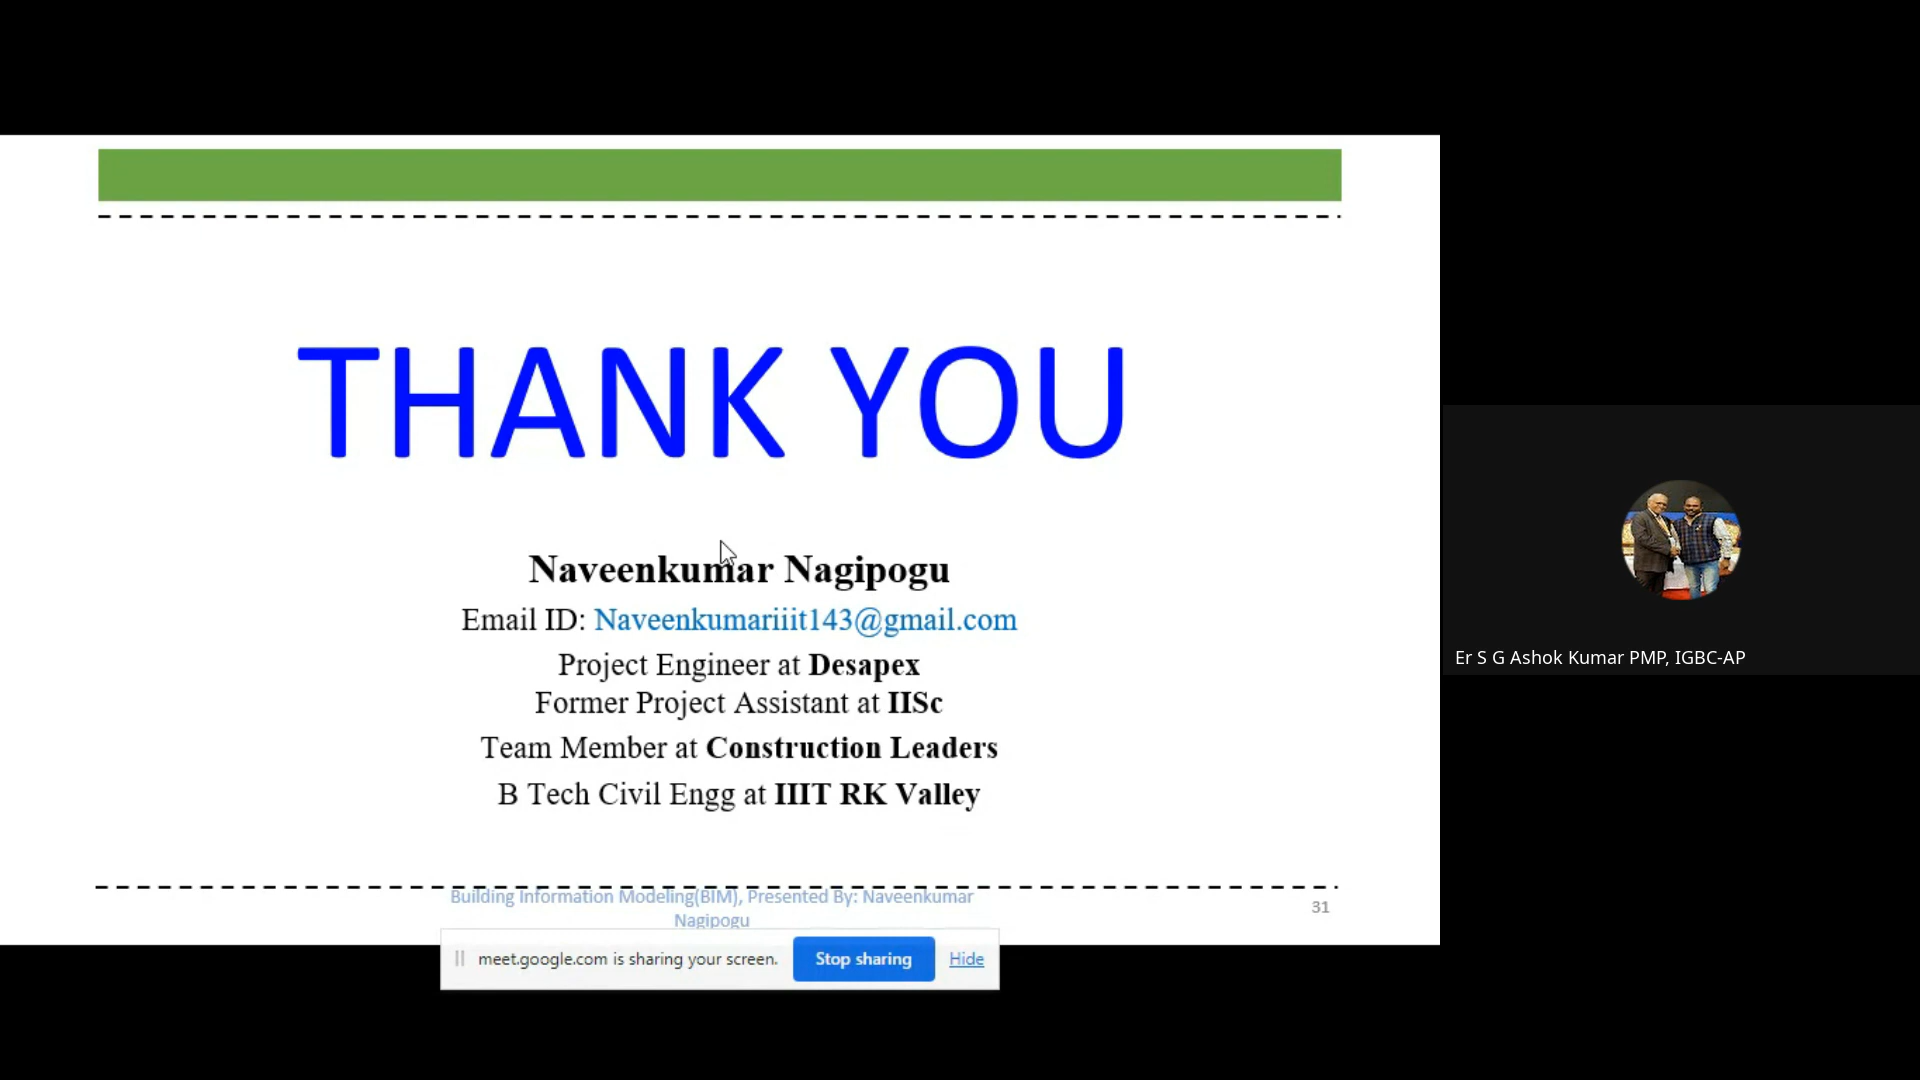 THANK YOU
Naveenkumar Nagipogu
Email ID: Naveenkumariiit143@gmail.com
Project Engineer at Desapex
Former Project Assistant at IISc
Team Member at Construction Leaders
B Tech Civil Engg at IIIT RK Valley
Building Information Modeling(BIM), Presented By: Naveenkumar
Nagipogu
31
meet.google.com is sharing your screen.
Stop sharing
Hide
Er S G Ashok Kumar PMP, IGBC-AP